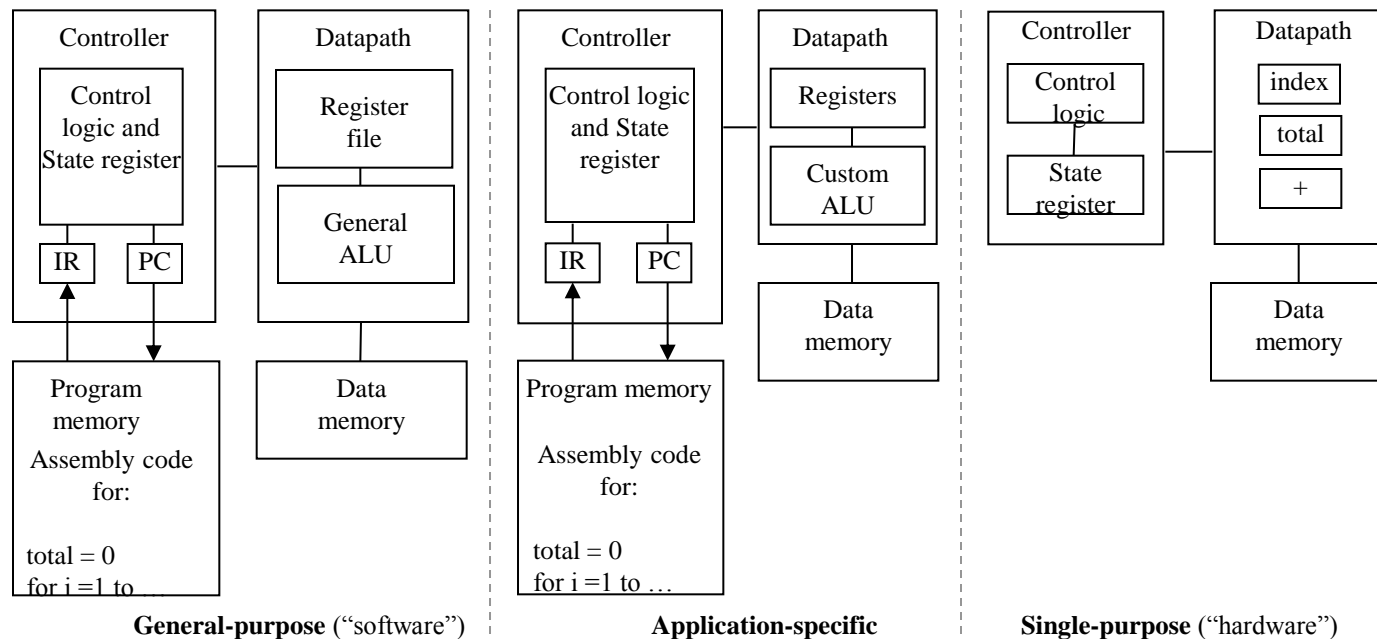 Controller
Control
logic and
State register
IR
PC
Datapath
Register
file
General
ALU
Program
memory
Assembly code
for:
total = 0
for i =1 to …
Data
memory
General-purpose (“software”)
Controller
Control logic
and State
register
IR
PC
Datapath
Registers
Custom
ALU
Data
memory
Program memory
Assembly code
for:
total = 0
for i =1 to …
Application-specific
Controller
Control
logic
State
register
Datapath
index
total
+
Data
memory
Single-purpose (“hardware”)